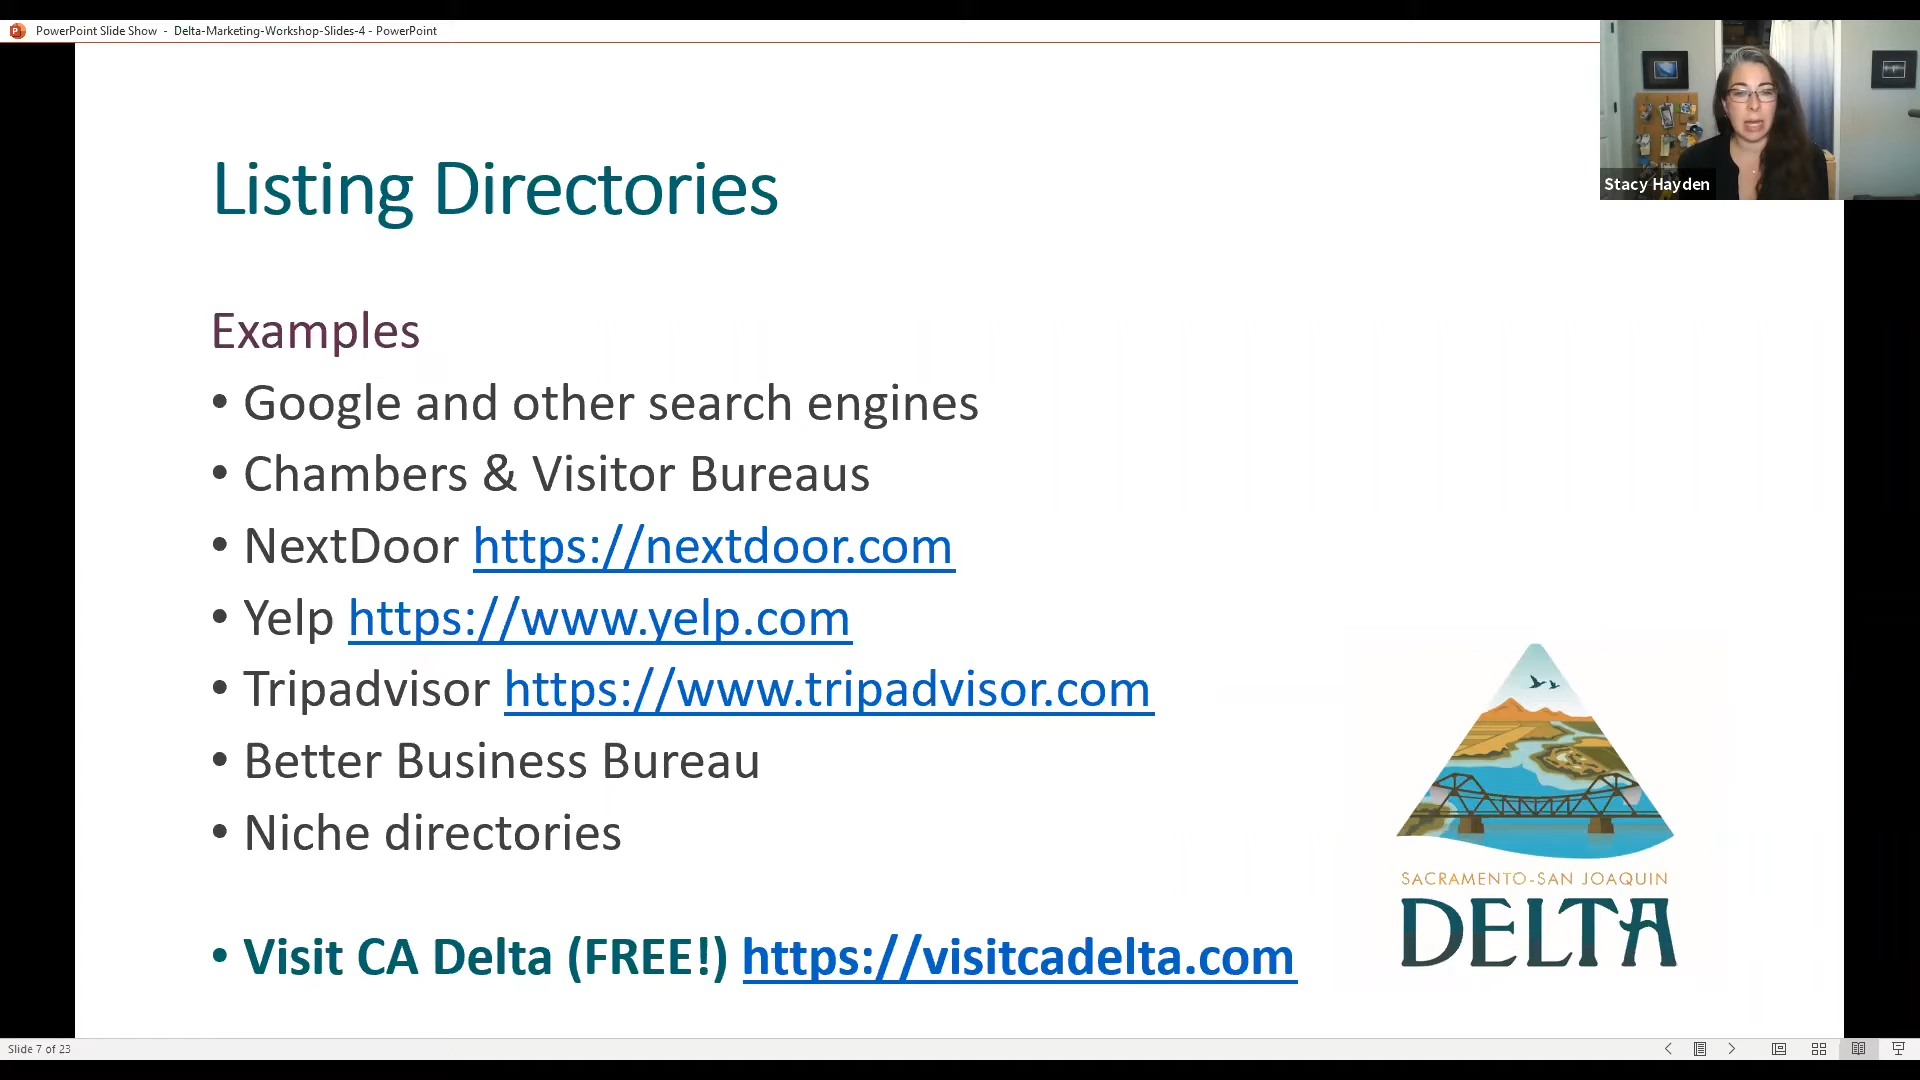 PowerPoint Slide Show - Delta-Marketing-Workshop-Slides-4 - PowerPoint
Stacy Hayden
Listing Directories
Examples
• Google and other search engines
• Chambers & Visitor Bureaus
• NextDoor https://nextdoor.com
• Yelp https://www.yelp.com
• Tripadvisor https://www.tripadvisor.com
• Better Business Bureau
• Niche directories
• Visit CA Delta (FREE!) https://visitcadelta.com
SACRAMENTO-SAN JOAQUIN
DELTA
Slide 7 of 23